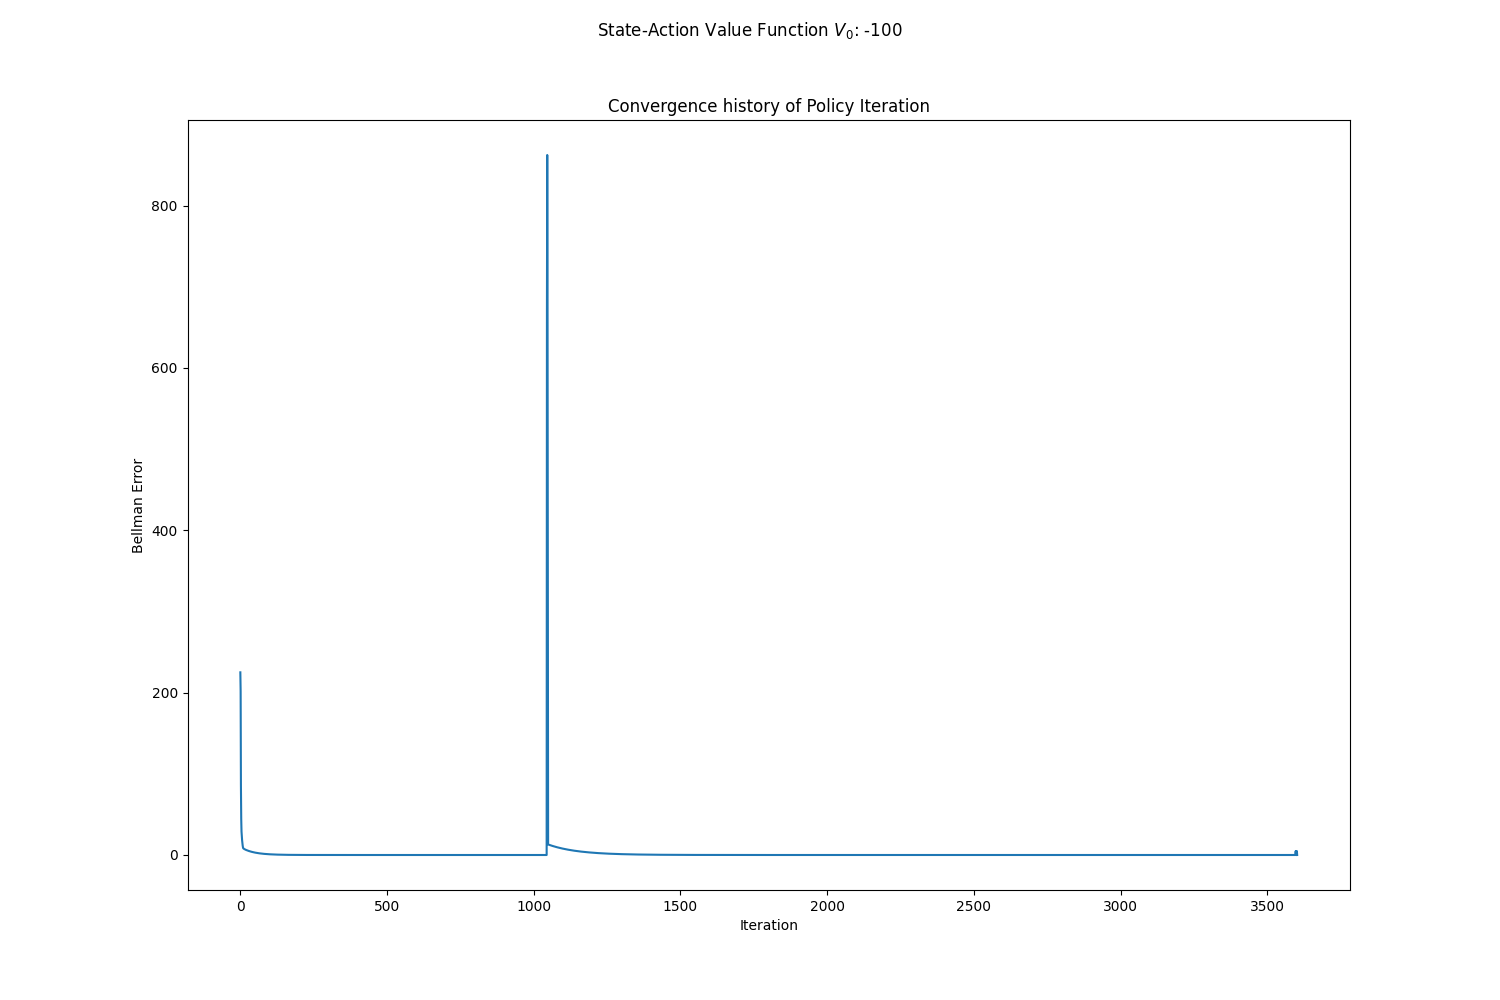 State-Action Value Function $V_0$: -100
Convergence history of Policy Iteration
800
600
400
200
0
Bellman Error
0 500 1000 1500 2000 2500 3000 3500
Iteration